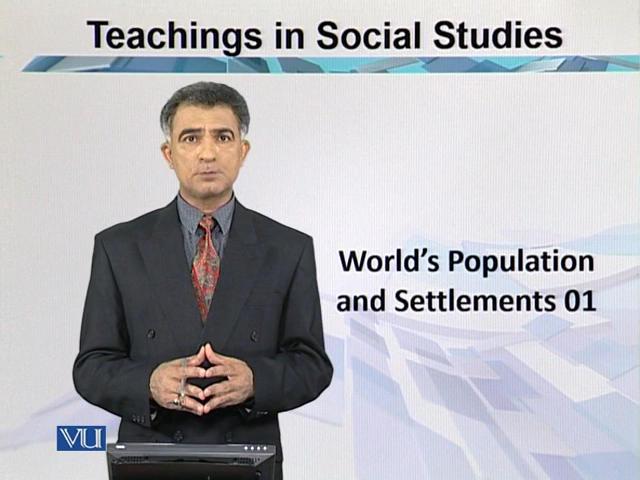 Teachings in Social Studies
World's Population
and Settlements 01
VU